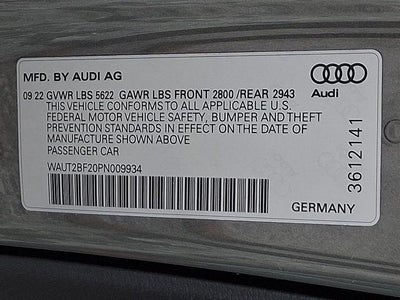 MFD. BY AUDI AG
Audi
09 22 GVWR LBS 5622 GAWR LBS FRONT 2800 /REAR 2943
THIS VEHICLE CONFORMS TO ALL APPLICABLE U.S.
FEDERAL MOTOR VEHICLE SAFETY, BUMPER AND THEFT
PREVENTION STANDARDS IN EFFECT ON THE DATE OF
MANUFACTURE SHOWN ABOVE
PASSENGER CAR
WAUT2BF20PN009934
3612141
GERMANY